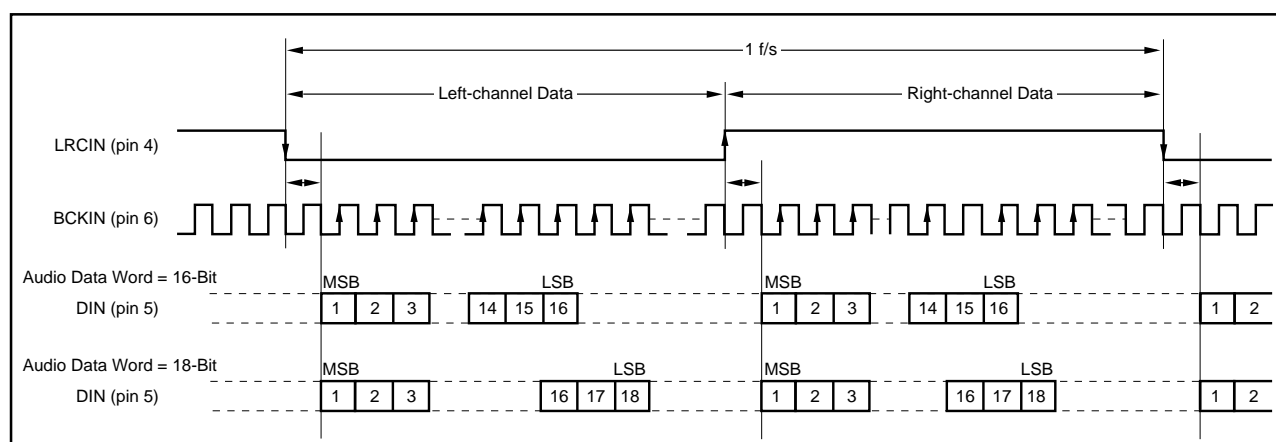 1 f/s
Left-channel Data Right-channel Data
LRCIN (pin 4)
BCKIN (pin 6)
Audio Data Word = 16-Bit
MSB LSB MSB LSB
DIN (pin 5) 1 2 3 14 15 16 1 2 3 14 15 16 1 2
Audio Data Word = 18-Bit
MSB LSB MSB LSB
DIN (pin 5) 1 2 3 16 17 18 1 2 3 16 17 18 1 2